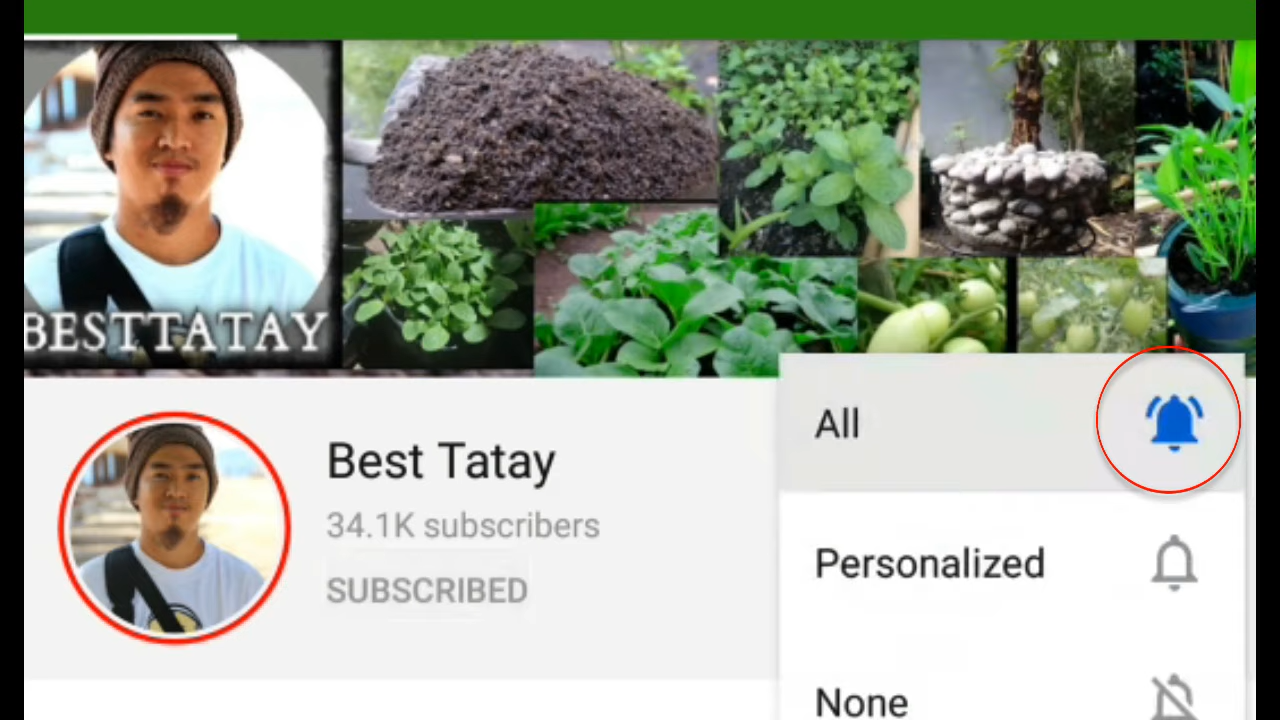 BESTTATAY
Best Tatay
34.1K subscribers
SUBSCRIBED
All
Personalized
None